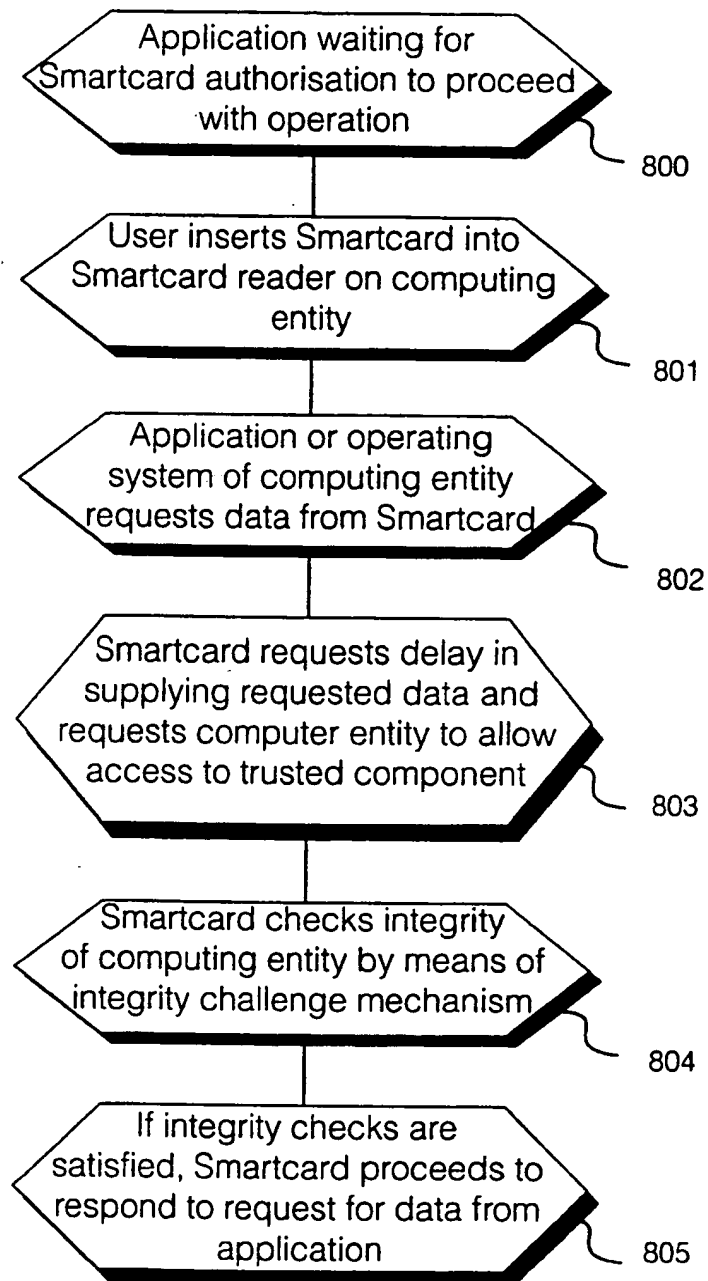 Application waiting for
Smartcard authorisation to proceed
with operation
800
User inserts Smartcard into
Smartcard reader on computing
entity
801
Application or operating
system of computing entity
requests data from Smartcard
802
Smartcard requests delay in
supplying requested data and
requests computer entity to allow
access to trusted component
803
Smartcard checks integrity
of computing entity by means of
integrity challenge mechanism
804
If integrity checks are
satisfied, Smartcard proceeds to
respond to request for data from
application
805